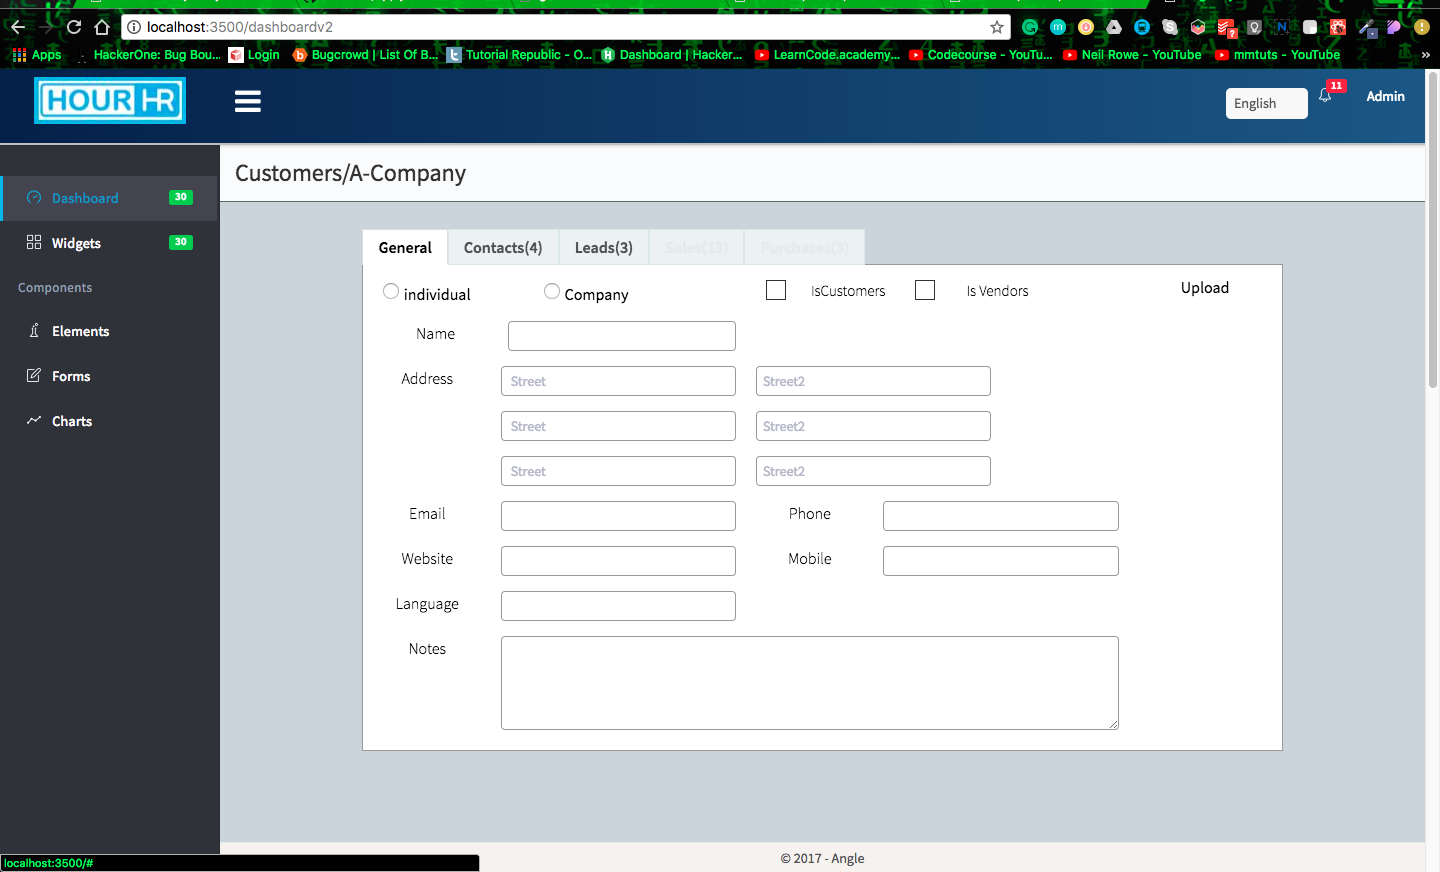 localhost:3500/dashboardv2
Apps HackerOne: Bug Bou... Login Bugcrowd | List Of B... Tutorial Republic - O... Dashboard | Hacker... LearnCode.academy... Codecourse - YouTu... Neil Rowe - YouTube mmtuts - YouTube »
HOUR HR English 11 Admin
Customers/A-Company
Dashboard 30
Widgets 30
Components
Elements
Forms
Charts
General Contacts(4) Leads(3) Sales(13) Purchases(3)
individual Company IsCustomers Is Vendors Upload
Name
Address Street Street2
Street Street2
Street Street2
Email Phone
Website Mobile
Language
Notes
© 2017 - Angle
localhost:3500/#